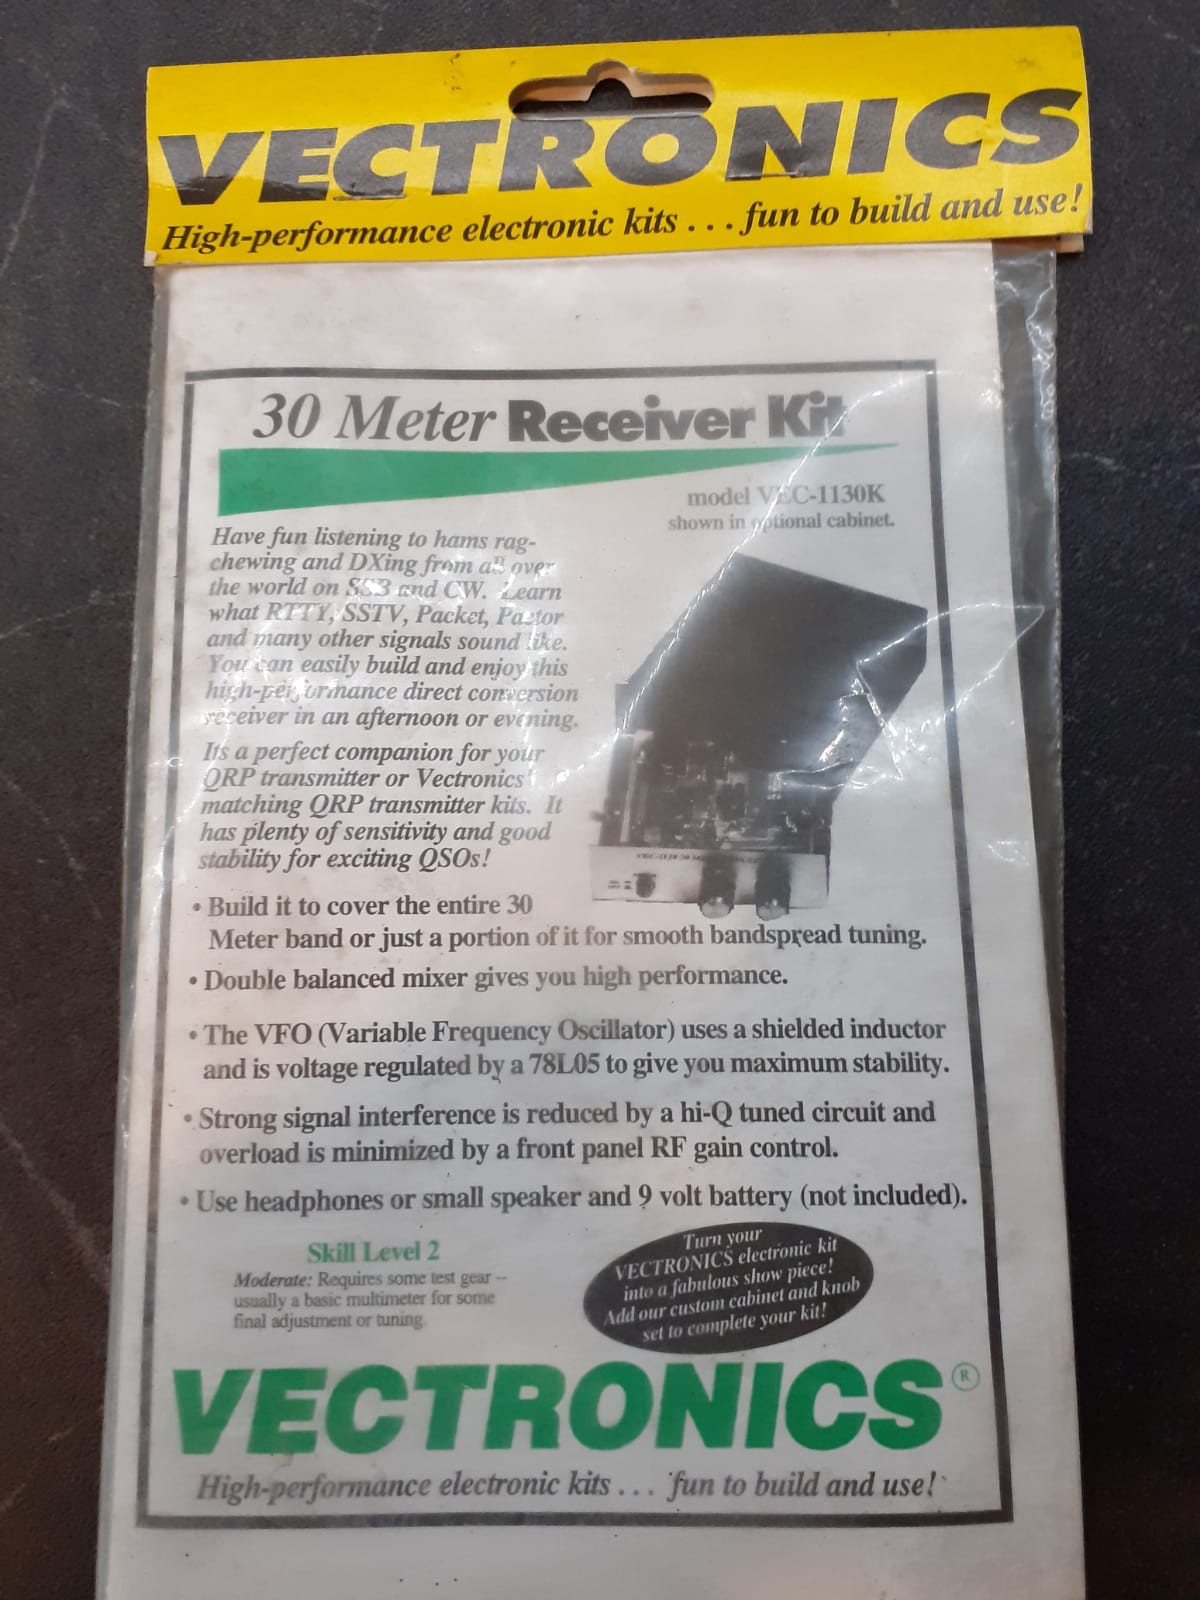 VECTRONICS
High-performance electronic kits . . . fun to build and use!
30 Meter Receiver Kit
model VEC-1130K
shown in optional cabinet.
Have fun listening to hams rag-
chewing and DXing from all over
the world on SSB and CW. Learn
what RTTY, SSTV, Packet, Pactor
and many other signals sound like.
You can easily build and enjoy this
high-performance direct conversion
receiver in an afternoon or evening.
Its a perfect companion for your
QRP transmitter or Vectronics'
matching QRP transmitter kits. It
has plenty of sensitivity and good
stability for exciting QSOs!
• Build it to cover the entire 30
Meter band or just a portion of it for smooth bandspread tuning.
• Double balanced mixer gives you high performance.
• The VFO (Variable Frequency Oscillator) uses a shielded inductor
and is voltage regulated by a 78L05 to give you maximum stability.
• Strong signal interference is reduced by a hi-Q tuned circuit and
overload is minimized by a front panel RF gain control.
• Use headphones or small speaker and 9 volt battery (not included).
Skill Level 2
Moderate: Requires some test gear --
usually a basic multimeter for some
final adjustment or tuning.
Turn your
VECTRONICS electronic kit
into a fabulous show piece!
Add our custom cabinet and knob
set to complete your kit!
VECTRONICS®
High-performance electronic kits . . . fun to build and use!